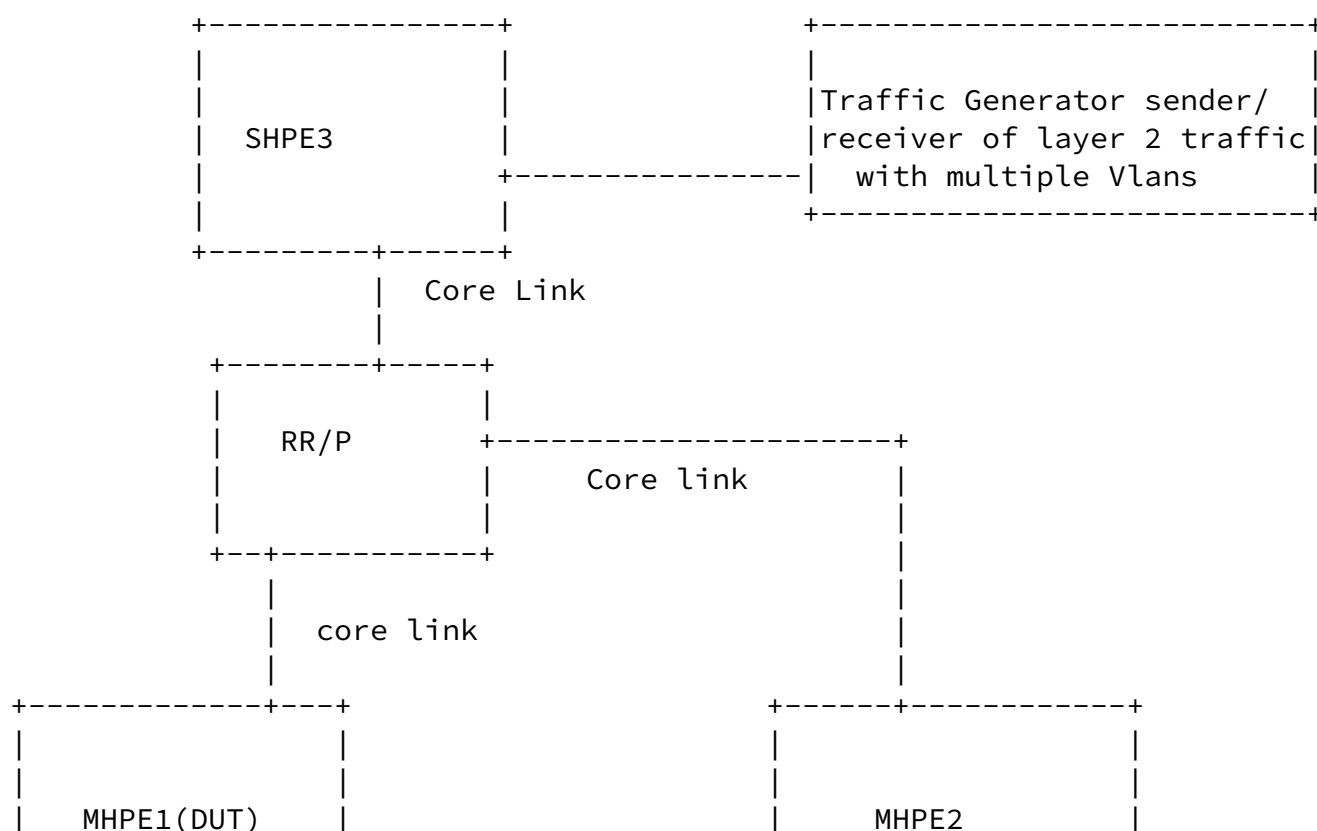 Traffic Generator sender/
SHPE3 receiver of layer 2 traffic
with multiple Vlans
Core Link
RR/P
Core link
core link
MHPE1(DUT) MHPE2